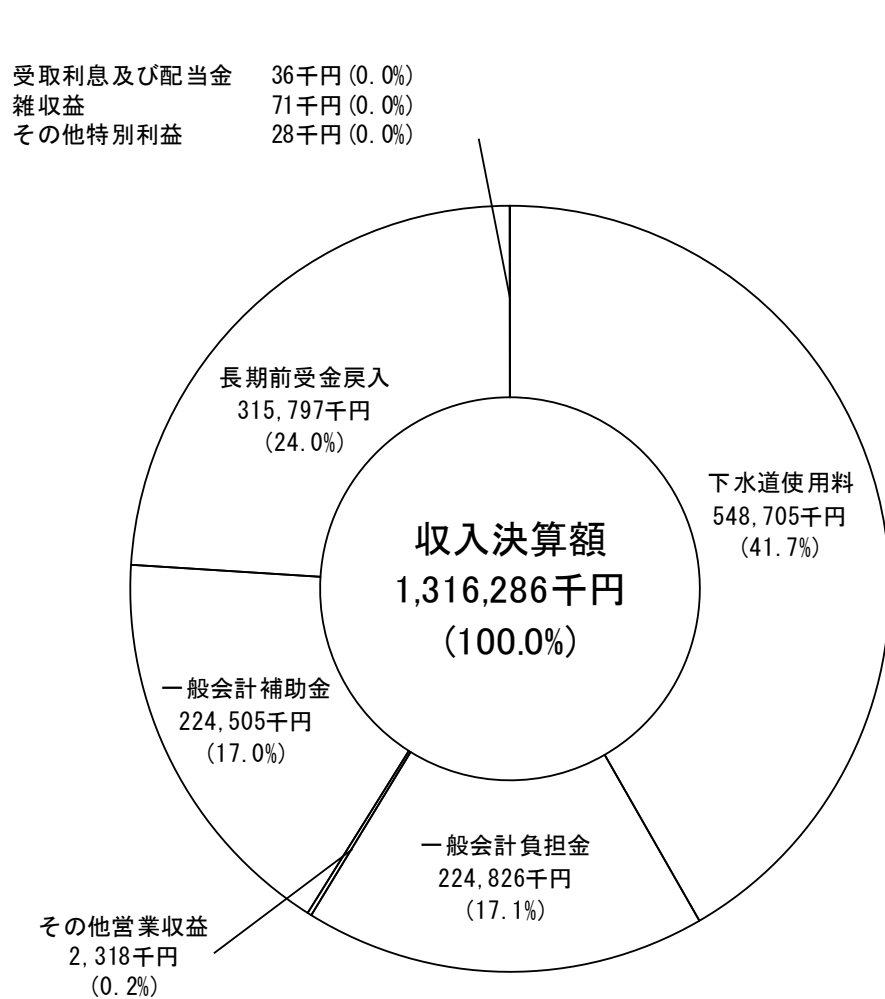 受取利息及び配当金 36千円(0.0%)
雑収益 71千円(0.0%)
その他特別利益 28千円(0.0%)
長期前受金戻入
315,797千円
(24.0%)
下水道使用料
548,705千円
(41.7%)
収入決算額
1,316,286千円
(100.0%)
一般会計補助金
224,505千円
(17.0%)
一般会計負担金
224,826千円
(17.1%)
その他営業収益
2,318千円
(0.2%)